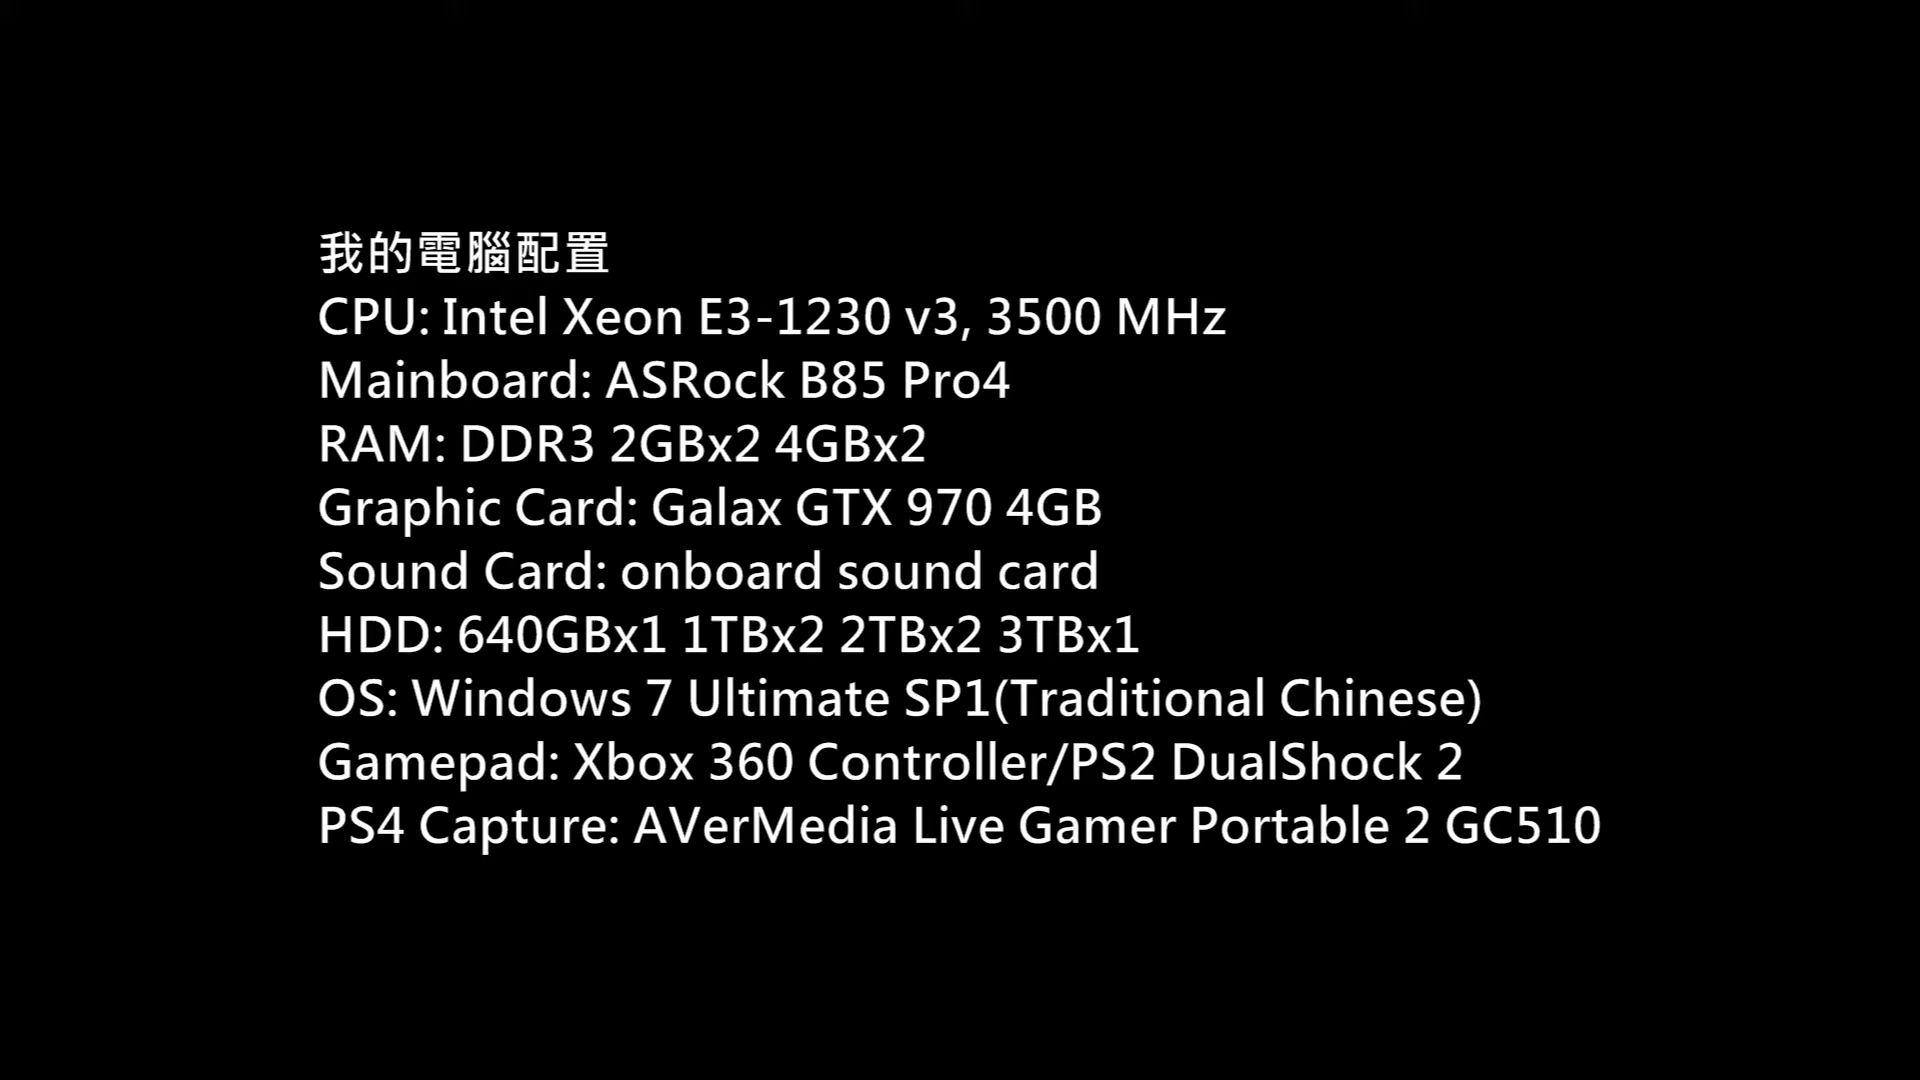 我的電腦配置
CPU: Intel Xeon E3-1230 v3, 3500 MHz
Mainboard: ASRock B85 Pro4
RAM: DDR3 2GBx2 4GBx2
Graphic Card: Galax GTX 970 4GB
Sound Card: onboard sound card
HDD: 640GBx1 1TBx2 2TBx2 3TBx1
OS: Windows 7 Ultimate SP1(Traditional Chinese)
Gamepad: Xbox 360 Controller/PS2 DualShock 2
PS4 Capture: AVerMedia Live Gamer Portable 2 GC510